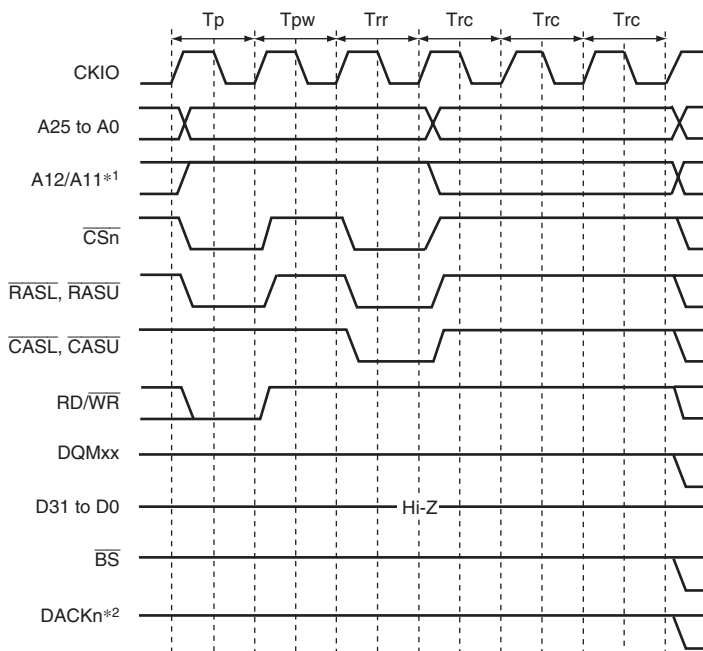 Tp Tpw Trr Trc Trc Trc
CKIO
A25 to A0
A12/A11*1
CSn
RASL, RASU
CASL, CASU
RD/WR
DQMxx
D31 to D0
Hi-Z
BS
DACKn*2